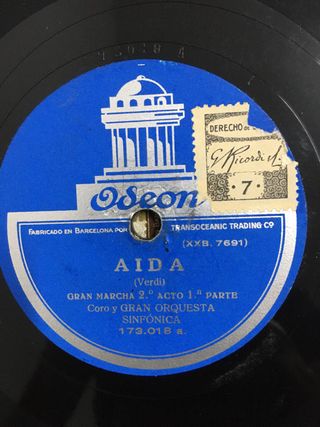 DERECHO DE
G. Ricordi
· 7 ·
Odeon
FABRICADO EN BARCELONA POR TRANSOCEANIC TRADING Cº
(XXB. 7691)
AIDA
(Verdi)
GRAN MARCHA 2.º ACTO 1.ª PARTE
Coro y GRAN ORQUESTA
SINFÓNICA
173.018 a.